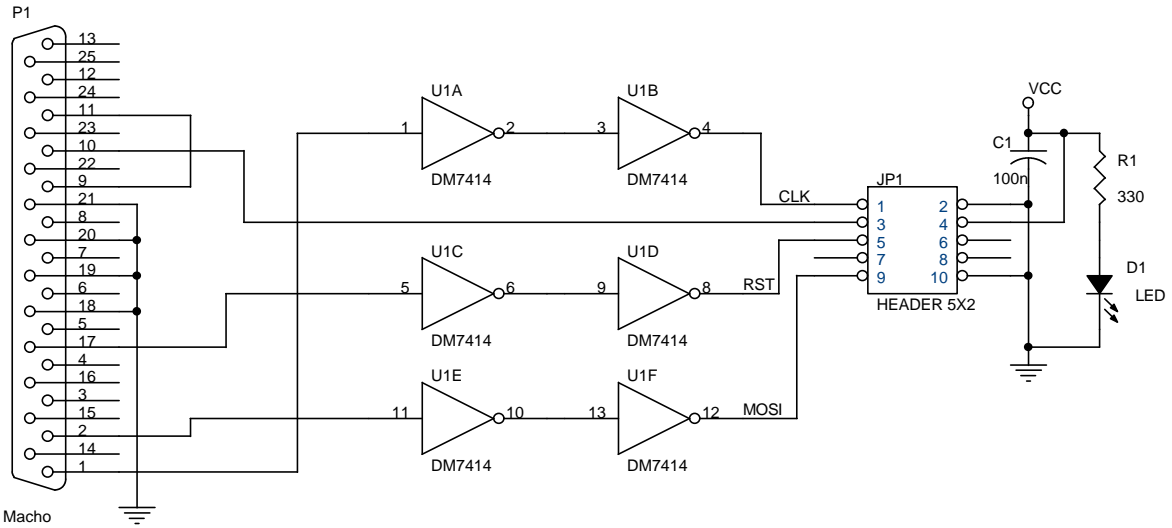 P1
13
25
12
24
11
23
10
22
9
21
8
20
7
19
6
18
5
17
4
16
3
15
2
14
1
Macho
U1A
1
2
DM7414
U1B
3
4
DM7414
CLK
U1C
5
6
DM7414
U1D
9
8
DM7414
RST
U1E
11
10
DM7414
U1F
13
12
DM7414
MOSI
JP1
1 2
3 4
5 6
7 8
9 10
HEADER 5X2
VCC
C1
100n
R1
330
D1
LED